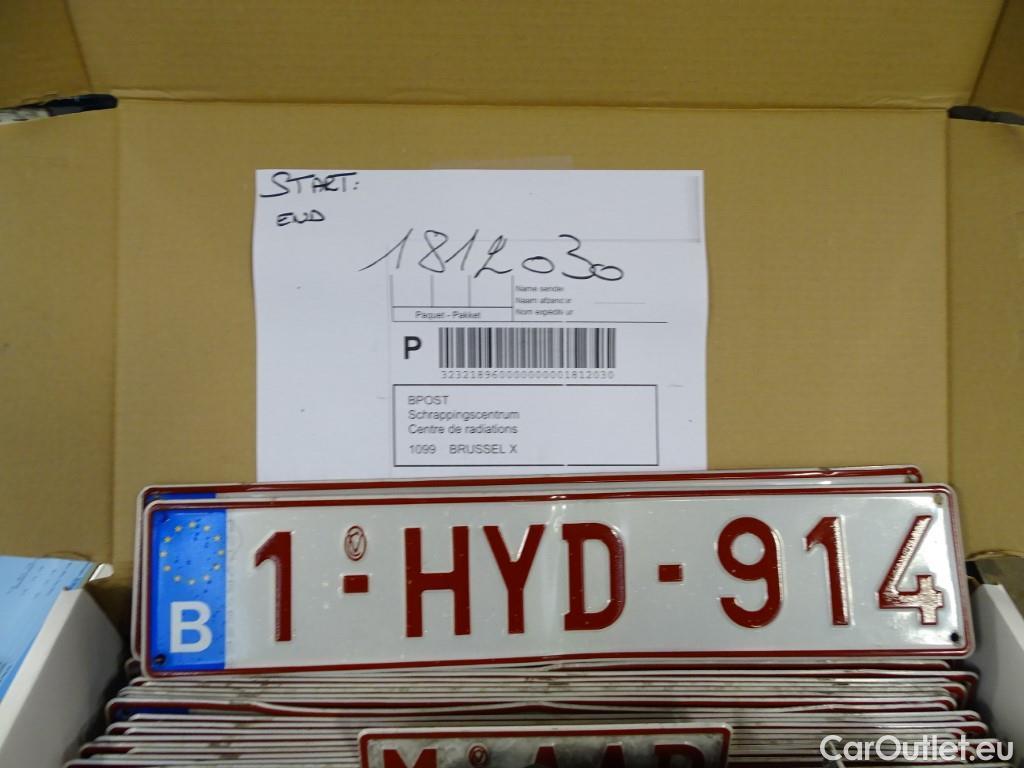 START:
END
1812030
Name sender
Naam afzender
Nom expéditeur
Paquet - Pakket
P
323218960000000001812030
BPOST
Schrappingscentrum
Centre de radiations
1099 BRUSSEL X
B 1-HYD-914
M AAR
CarOutlet.eu